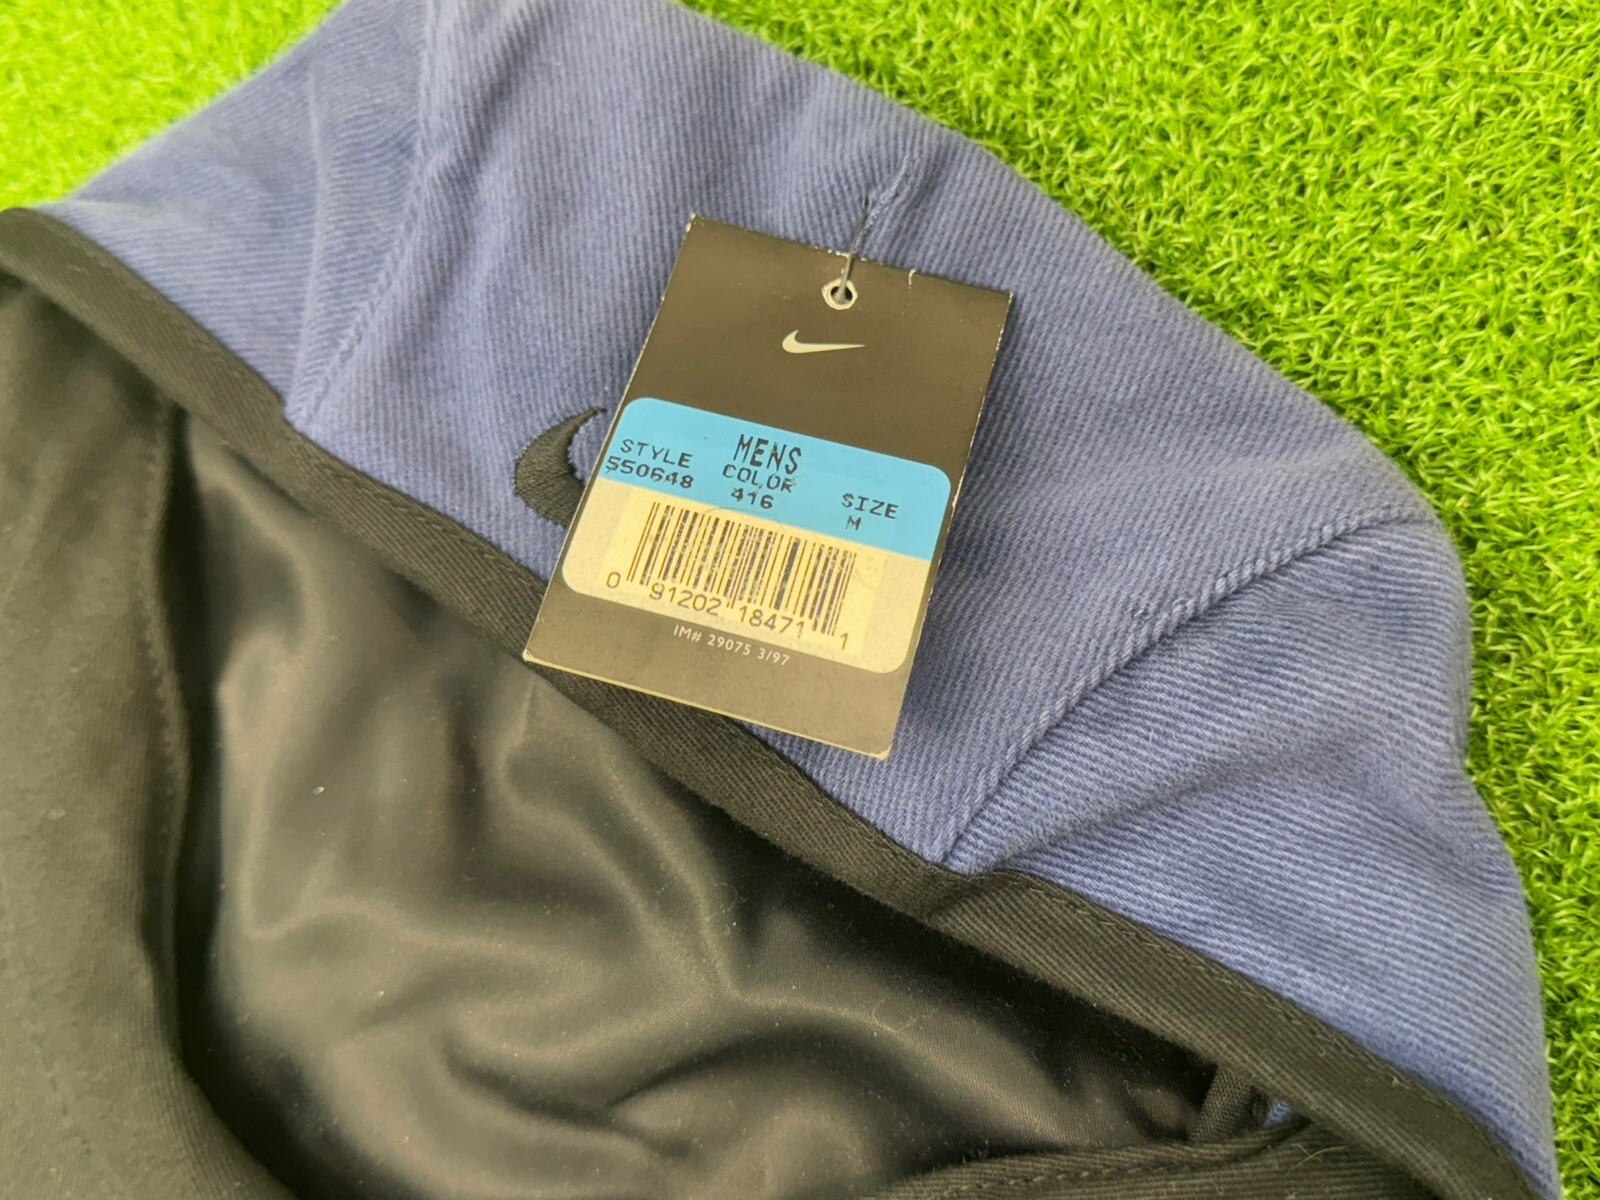 MENS
STYLE COLOR SIZE
550648 416 M
0 91202 18471 1
IM# 29075 3/97